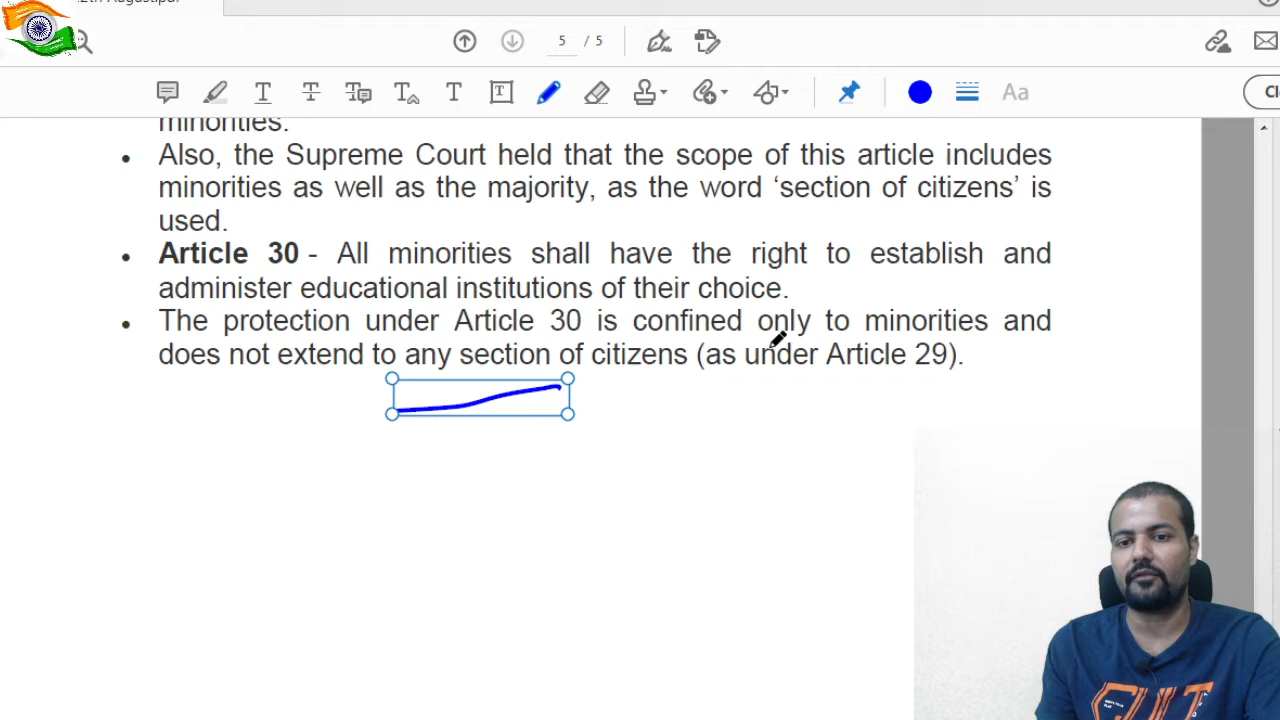 5 / 5
Aa
minorities.
• Also, the Supreme Court held that the scope of this article includes
minorities as well as the majority, as the word ‘section of citizens’ is
used.
• Article 30 - All minorities shall have the right to establish and
administer educational institutions of their choice.
• The protection under Article 30 is confined only to minorities and
does not extend to any section of citizens (as under Article 29).